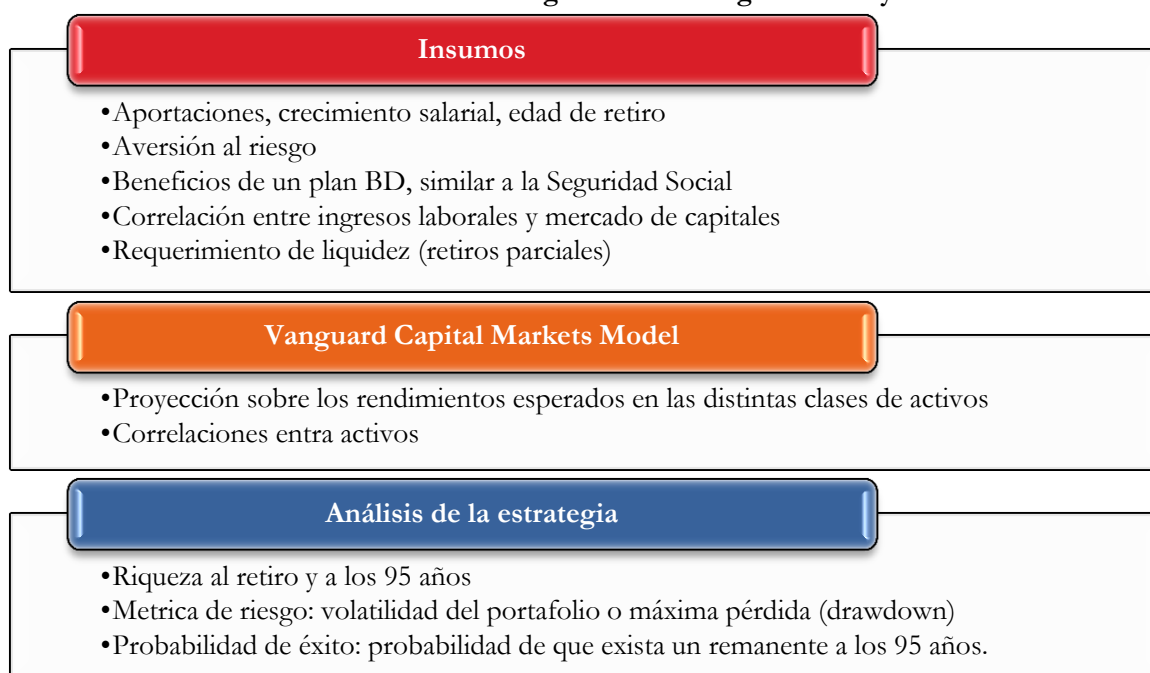 Insumos
•Aportaciones, crecimiento salarial, edad de retiro
•Aversión al riesgo
•Beneficios de un plan BD, similar a la Seguridad Social
•Correlación entre ingresos laborales y mercado de capitales
•Requerimiento de liquidez (retiros parciales)
Vanguard Capital Markets Model
•Proyección sobre los rendimientos esperados en las distintas clases de activos
•Correlaciones entra activos
Análisis de la estrategia
•Riqueza al retiro y a los 95 años
•Metrica de riesgo: volatilidad del portafolio o máxima pérdida (drawdown)
•Probabilidad de éxito: probabilidad de que exista un remanente a los 95 años.